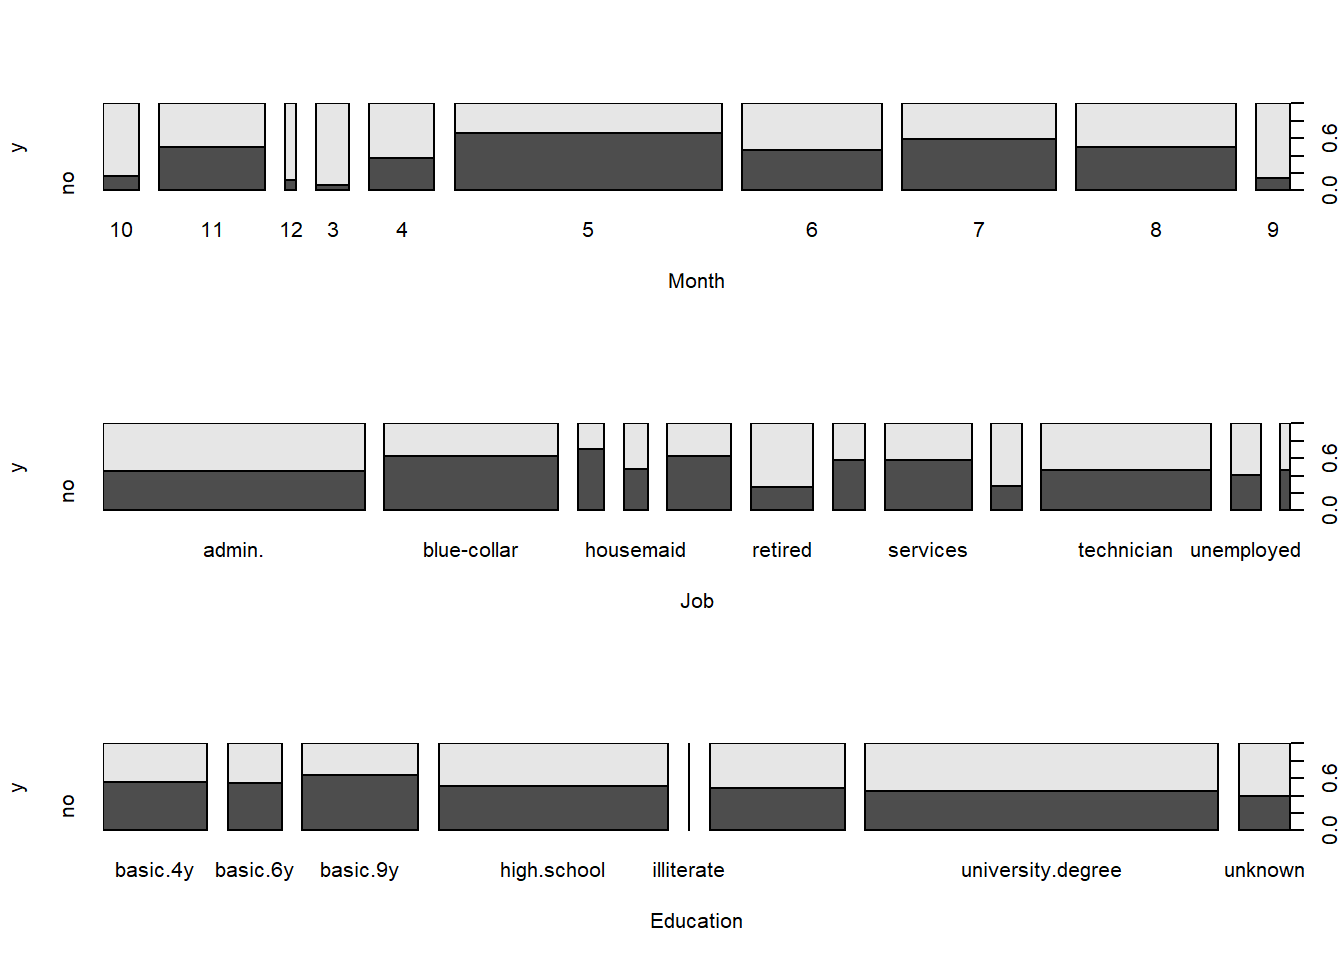 y
no
0.0 0.6
10 11 12 3 4 5 6 7 8 9
Month
y
no
0.0 0.6
admin. blue-collar housemaid retired services technician unemployed
Job
y
no
0.0 0.6
basic.4y basic.6y basic.9y high.school illiterate university.degree unknown
Education